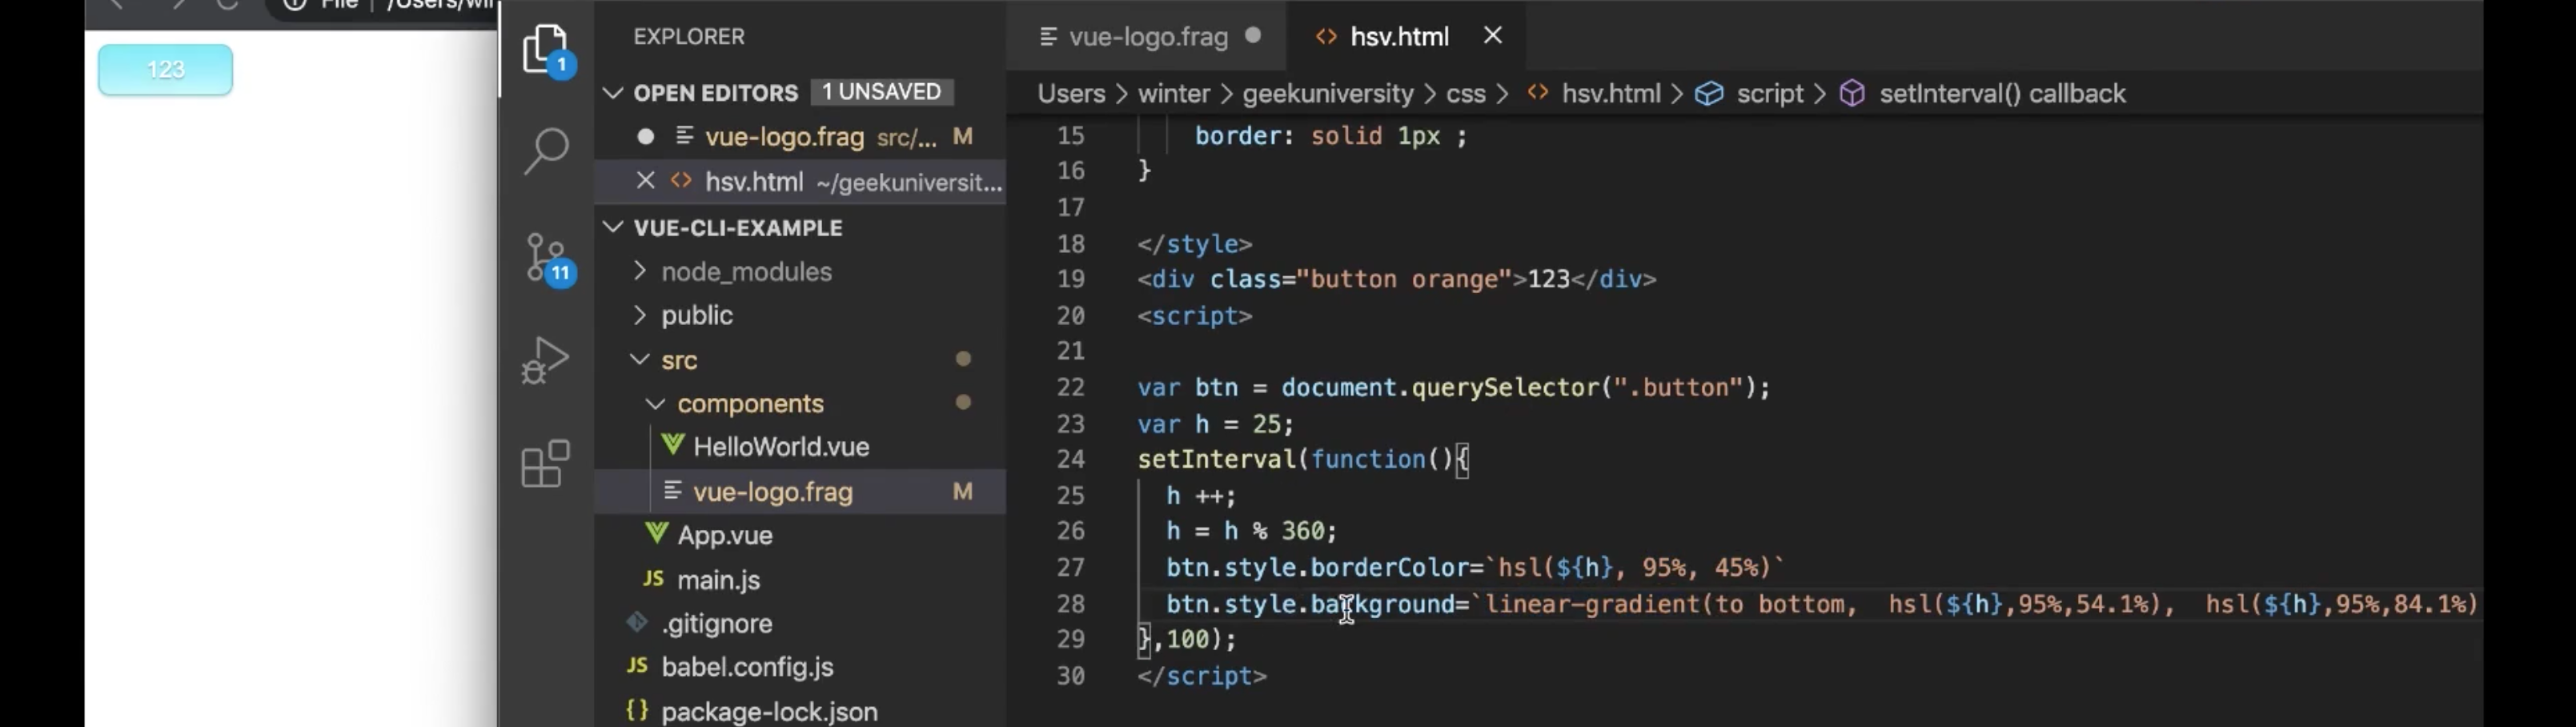 File | /Users/win
123
EXPLORER
OPEN EDITORS 1 UNSAVED
vue-logo.frag src/... M
hsv.html ~/geekuniversit...
VUE-CLI-EXAMPLE
node_modules
public
src
components
HelloWorld.vue
vue-logo.frag M
App.vue
JS main.js
.gitignore
JS babel.config.js
{} package-lock.json
1
11
vue-logo.frag
<> hsv.html
Users > winter > geekuniversity > css > <> hsv.html > script > setInterval() callback
15 border: solid 1px ;
16 }
17
18 </style>
19 <div class="button orange">123</div>
20 <script>
21
22 var btn = document.querySelector(".button");
23 var h = 25;
24 setInterval(function(){
25 h ++;
26 h = h % 360;
27 btn.style.borderColor=`hsl(${h}, 95%, 45%)`
28 btn.style.background=`linear-gradient(to bottom,  hsl(${h},95%,54.1%),  hsl(${h},95%,84.1%)
29 },100);
30 </script>